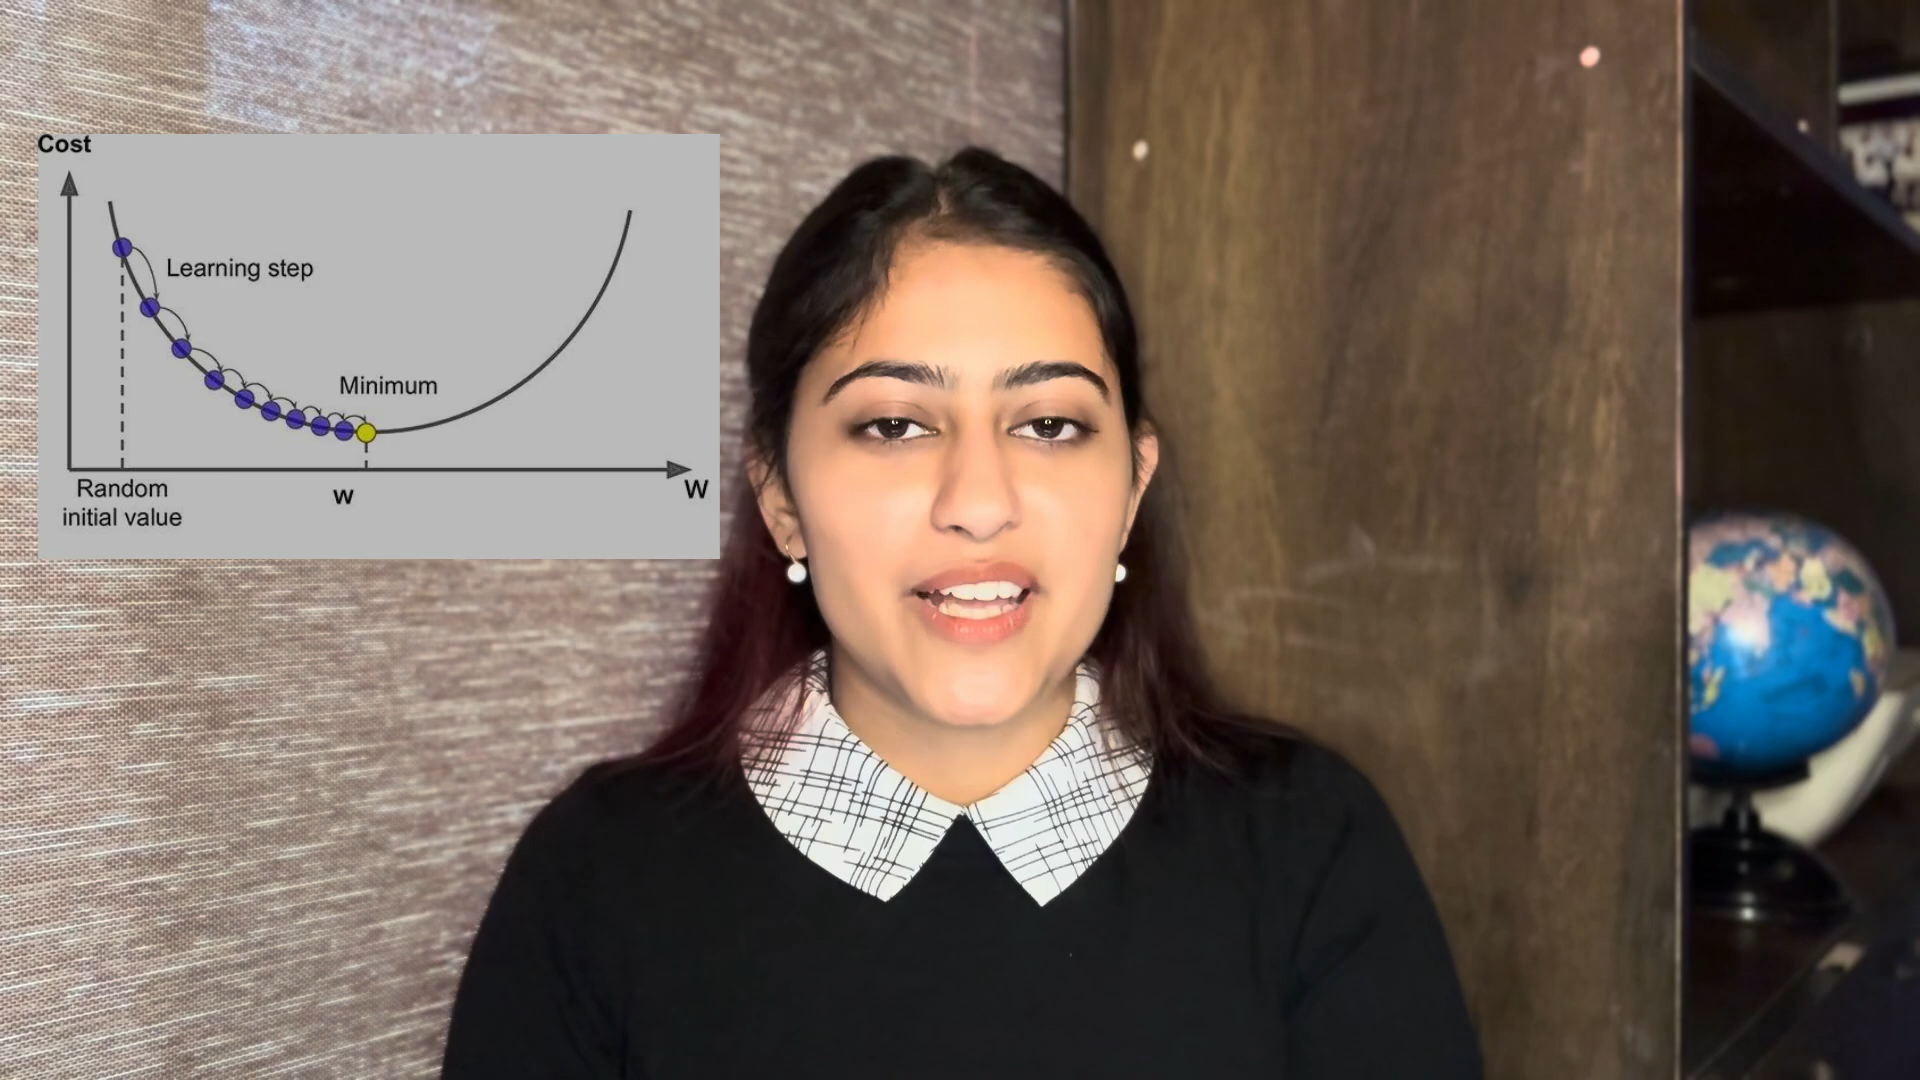 Cost
Learning step
Minimum
Random
initial value
w
W